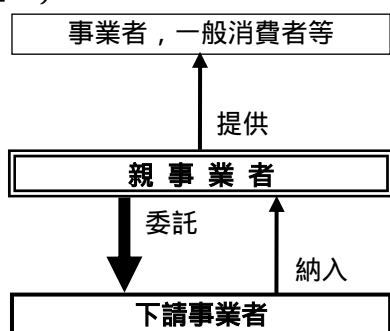 事業者，一般消費者等
提供
親事業者
委託
納入
下請事業者